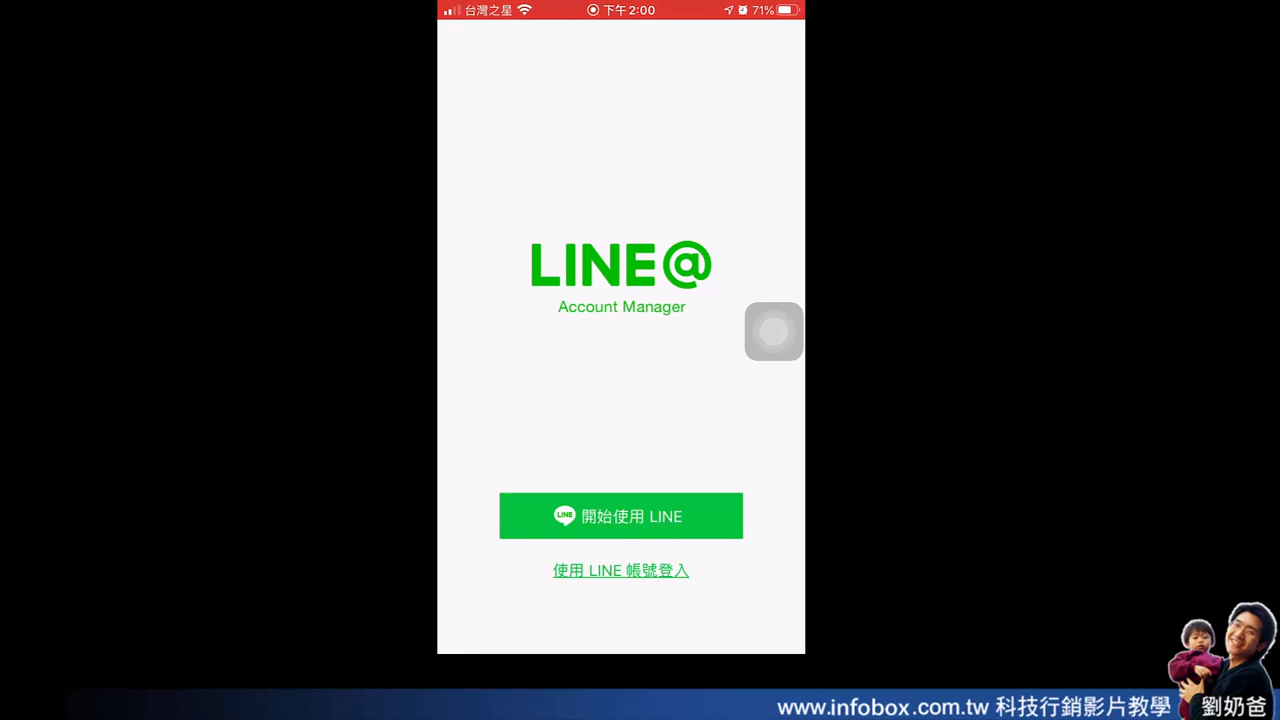 台灣之星 下午2:00 71%
LINE@
Account Manager
LINE 開始使用 LINE
使用 LINE 帳號登入
www.infobox.com.tw 科技行銷影片教學 劉奶爸